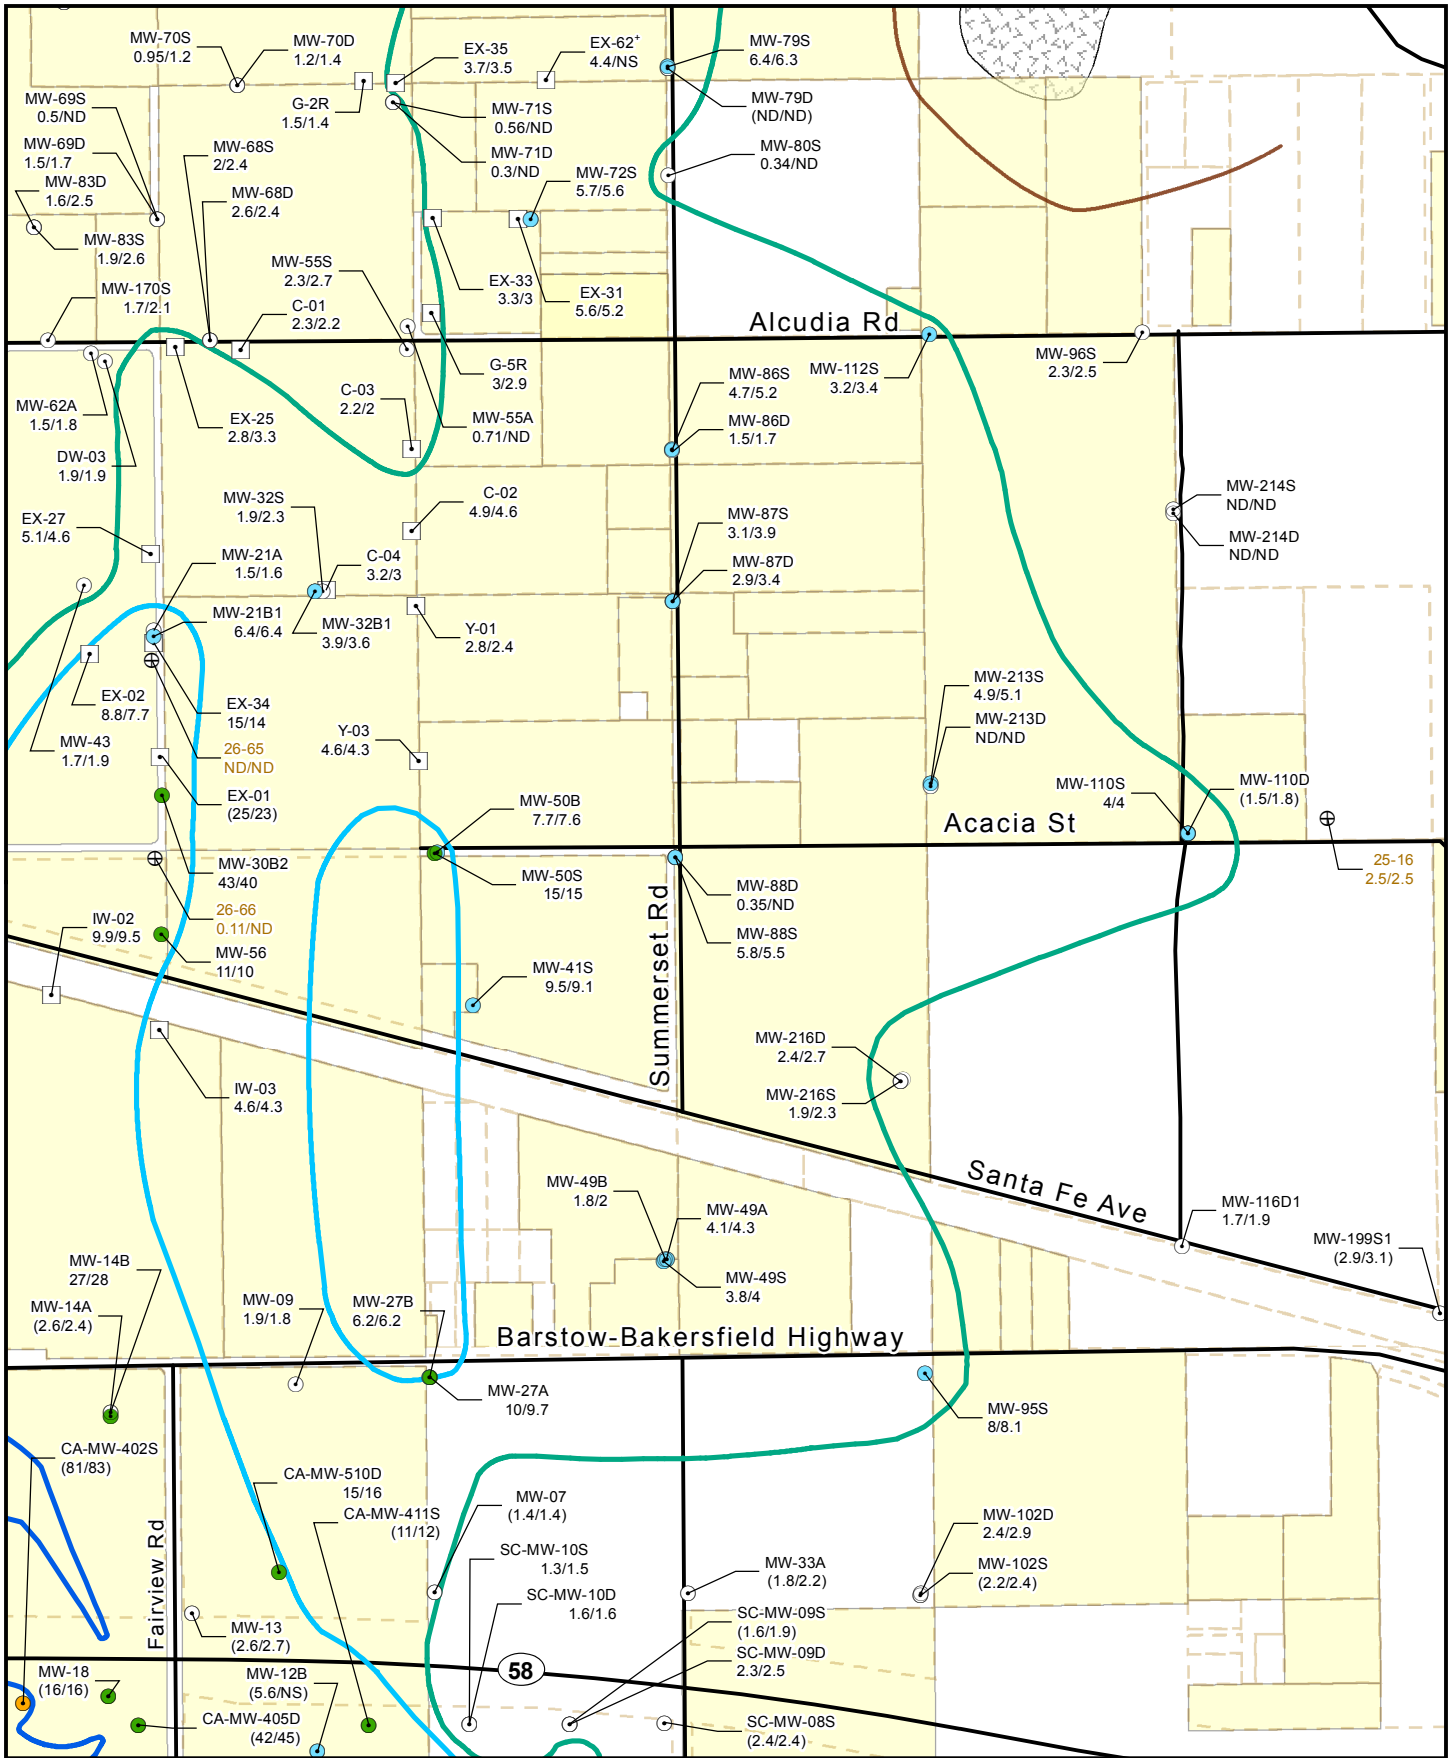 MW-70S
0.95/1.2
MW-70D
1.2/1.4
EX-35
3.7/3.5
EX-62+
4.4/NS
MW-79S
6.4/6.3
MW-69S
0.5/ND
G-2R
1.5/1.4
MW-71S
0.56/ND
MW-79D
(ND/ND)
MW-69D
1.5/1.7
MW-68S
2/2.4
MW-71D
0.3/ND
MW-80S
0.34/ND
MW-83D
1.6/2.5
MW-68D
2.6/2.4
MW-72S
5.7/5.6
MW-83S
1.9/2.6
MW-55S
2.3/2.7
MW-170S
1.7/2.1
C-01
2.3/2.2
EX-33
3.3/3
EX-31
5.6/5.2
Alcudia Rd
MW-96S
2.3/2.5
G-5R
3/2.9
MW-86S
4.7/5.2
MW-112S
3.2/3.4
C-03
2.2/2
MW-62A
1.5/1.8
EX-25
2.8/3.3
MW-55A
0.71/ND
MW-86D
1.5/1.7
DW-03
1.9/1.9
MW-32S
1.9/2.3
C-02
4.9/4.6
MW-214S
ND/ND
EX-27
5.1/4.6
MW-87S
3.1/3.9
MW-214D
ND/ND
MW-21A
1.5/1.6
C-04
3.2/3
MW-87D
2.9/3.4
MW-21B1
6.4/6.4
MW-32B1
3.9/3.6
Y-01
2.8/2.4
EX-02
8.8/7.7
EX-34
15/14
MW-213S
4.9/5.1
MW-43
1.7/1.9
26-65
ND/ND
Y-03
4.6/4.3
MW-213D
ND/ND
EX-01
(25/23)
MW-50B
7.7/7.6
MW-110S
4/4
MW-110D
(1.5/1.8)
Acacia St
MW-30B2
43/40
MW-50S
15/15
MW-88D
0.35/ND
25-16
2.5/2.5
IW-02
9.9/9.5
26-66
0.11/ND
Summerset Rd
MW-88S
5.8/5.5
MW-56
11/10
MW-41S
9.5/9.1
MW-216D
2.4/2.7
IW-03
4.6/4.3
MW-216S
1.9/2.3
Santa Fe Ave
MW-49B
1.8/2
MW-49A
4.1/4.3
MW-116D1
1.7/1.9
MW-199S1
(2.9/3.1)
MW-14B
27/28
MW-49S
3.8/4
MW-14A
(2.6/2.4)
MW-09
1.9/1.8
MW-27B
6.2/6.2
Barstow-Bakersfield Highway
MW-27A
10/9.7
MW-95S
8/8.1
CA-MW-402S
(81/83)
CA-MW-510D
15/16
CA-MW-411S
(11/12)
MW-07
(1.4/1.4)
MW-102D
2.4/2.9
Fairview Rd
SC-MW-10S
1.3/1.5
MW-33A
(1.8/2.2)
MW-102S
(2.2/2.4)
SC-MW-10D
1.6/1.6
MW-13
(2.6/2.7)
SC-MW-09S
(1.6/1.9)
SC-MW-09D
2.3/2.5
58
MW-18
(16/16)
MW-12B
(5.6/NS)
CA-MW-405D
(42/45)
SC-MW-08S
(2.4/2.4)